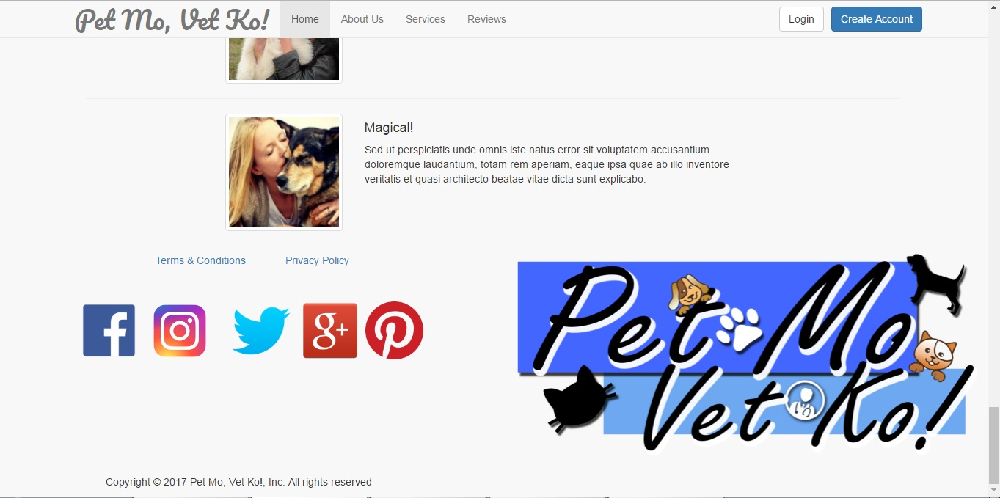 Pet Mo, Vet Ko!
Home
About Us
Services
Reviews
Login
Create Account
Magical!
Sed ut perspiciatis unde omnis iste natus error sit voluptatem accusantium
doloremque laudantium, totam rem aperiam, eaque ipsa quae ab illo inventore
veritatis et quasi architecto beatae vitae dicta sunt explicabo.
Terms & Conditions
Privacy Policy
f
g+
p
Pet Mo
Vet Ko!
Copyright © 2017 Pet Mo, Vet Ko!, Inc. All rights reserved